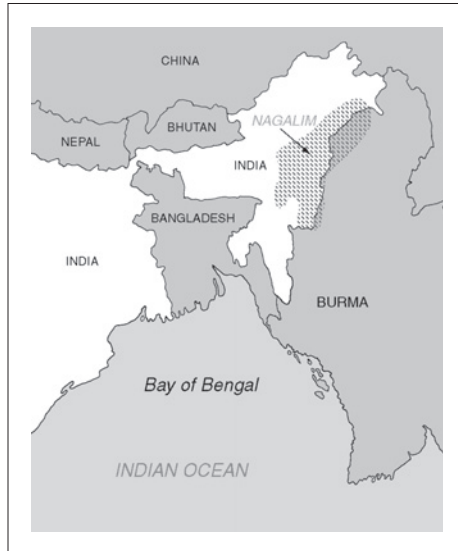 CHINA
NAGALIM
BHUTAN
NEPAL
INDIA
BANGLADESH
INDIA
BURMA
Bay of Bengal
INDIAN OCEAN